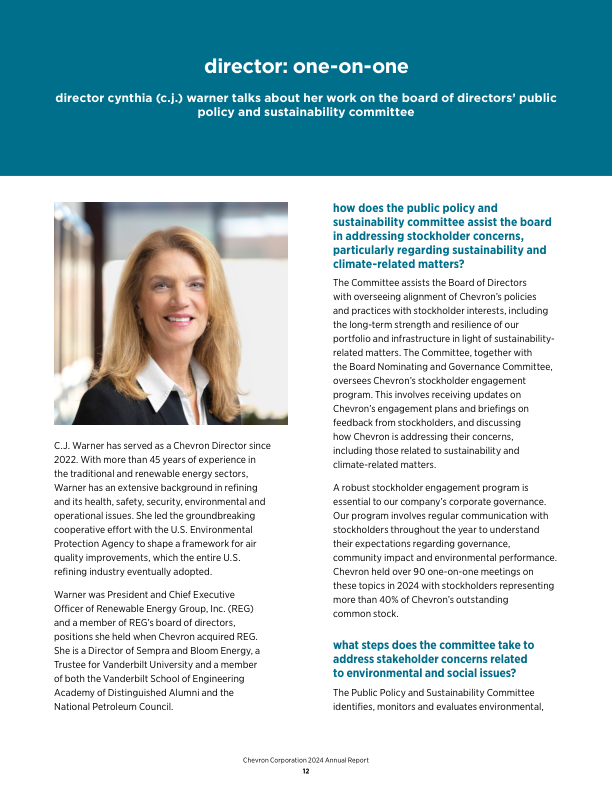 director: one-on-one
director cynthia (c.j.) warner talks about her work on the board of directors' public
policy and sustainability committee
C.J. Warner has served as a Chevron Director since
2022. With more than 45 years of experience in
the traditional and renewable energy sectors,
Warner has an extensive background in refining
and its health, safety, security, environmental and
operational issues. She led the groundbreaking
cooperative effort with the U.S. Environmental
Protection Agency to shape a framework for air
quality improvements, which the entire U.S.
refining industry eventually adopted.
Warner was President and Chief Executive
Officer of Renewable Energy Group, Inc. (REG)
and a member of REG's board of directors,
positions she held when Chevron acquired REG.
She is a Director of Sempra and Bloom Energy, a
Trustee for Vanderbilt University and a member
of both the Vanderbilt School of Engineering
Academy of Distinguished Alumni and the
National Petroleum Council.
how does the public policy and
sustainability committee assist the board
in addressing stockholder concerns,
particularly regarding sustainability and
climate-related matters?
The Committee assists the Board of Directors
with overseeing alignment of Chevron's policies
and practices with stockholder interests, including
the long-term strength and resilience of our
portfolio and infrastructure in light of sustainability-
related matters. The Committee, together with
the Board Nominating and Governance Committee,
oversees Chevron's stockholder engagement
program. This involves receiving updates on
Chevron's engagement plans and briefings on
feedback from stockholders, and discussing
how Chevron is addressing their concerns,
including those related to sustainability and
climate-related matters.
A robust stockholder engagement program is
essential to our company's corporate governance.
Our program involves regular communication with
stockholders throughout the year to understand
their expectations regarding governance,
community impact and environmental performance.
Chevron held over 90 one-on-one meetings on
these topics in 2024 with stockholders representing
more than 40% of Chevron's outstanding
common stock.
what steps does the committee take to
address stakeholder concerns related
to environmental and social issues?
The Public Policy and Sustainability Committee
identifies, monitors and evaluates environmental,
Chevron Corporation 2024 Annual Report
12